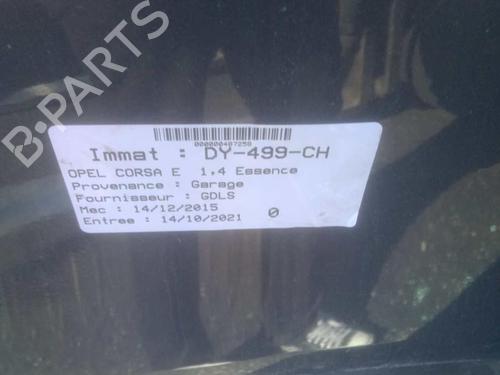 B-PARTS
000000407258
Immat : DY-499-CH
OPEL CORSA E 1,4 Essence
Provenance : Garage
Fournisseur : GDLS
Mec : 14/12/2015
Entree : 14/10/2021 0